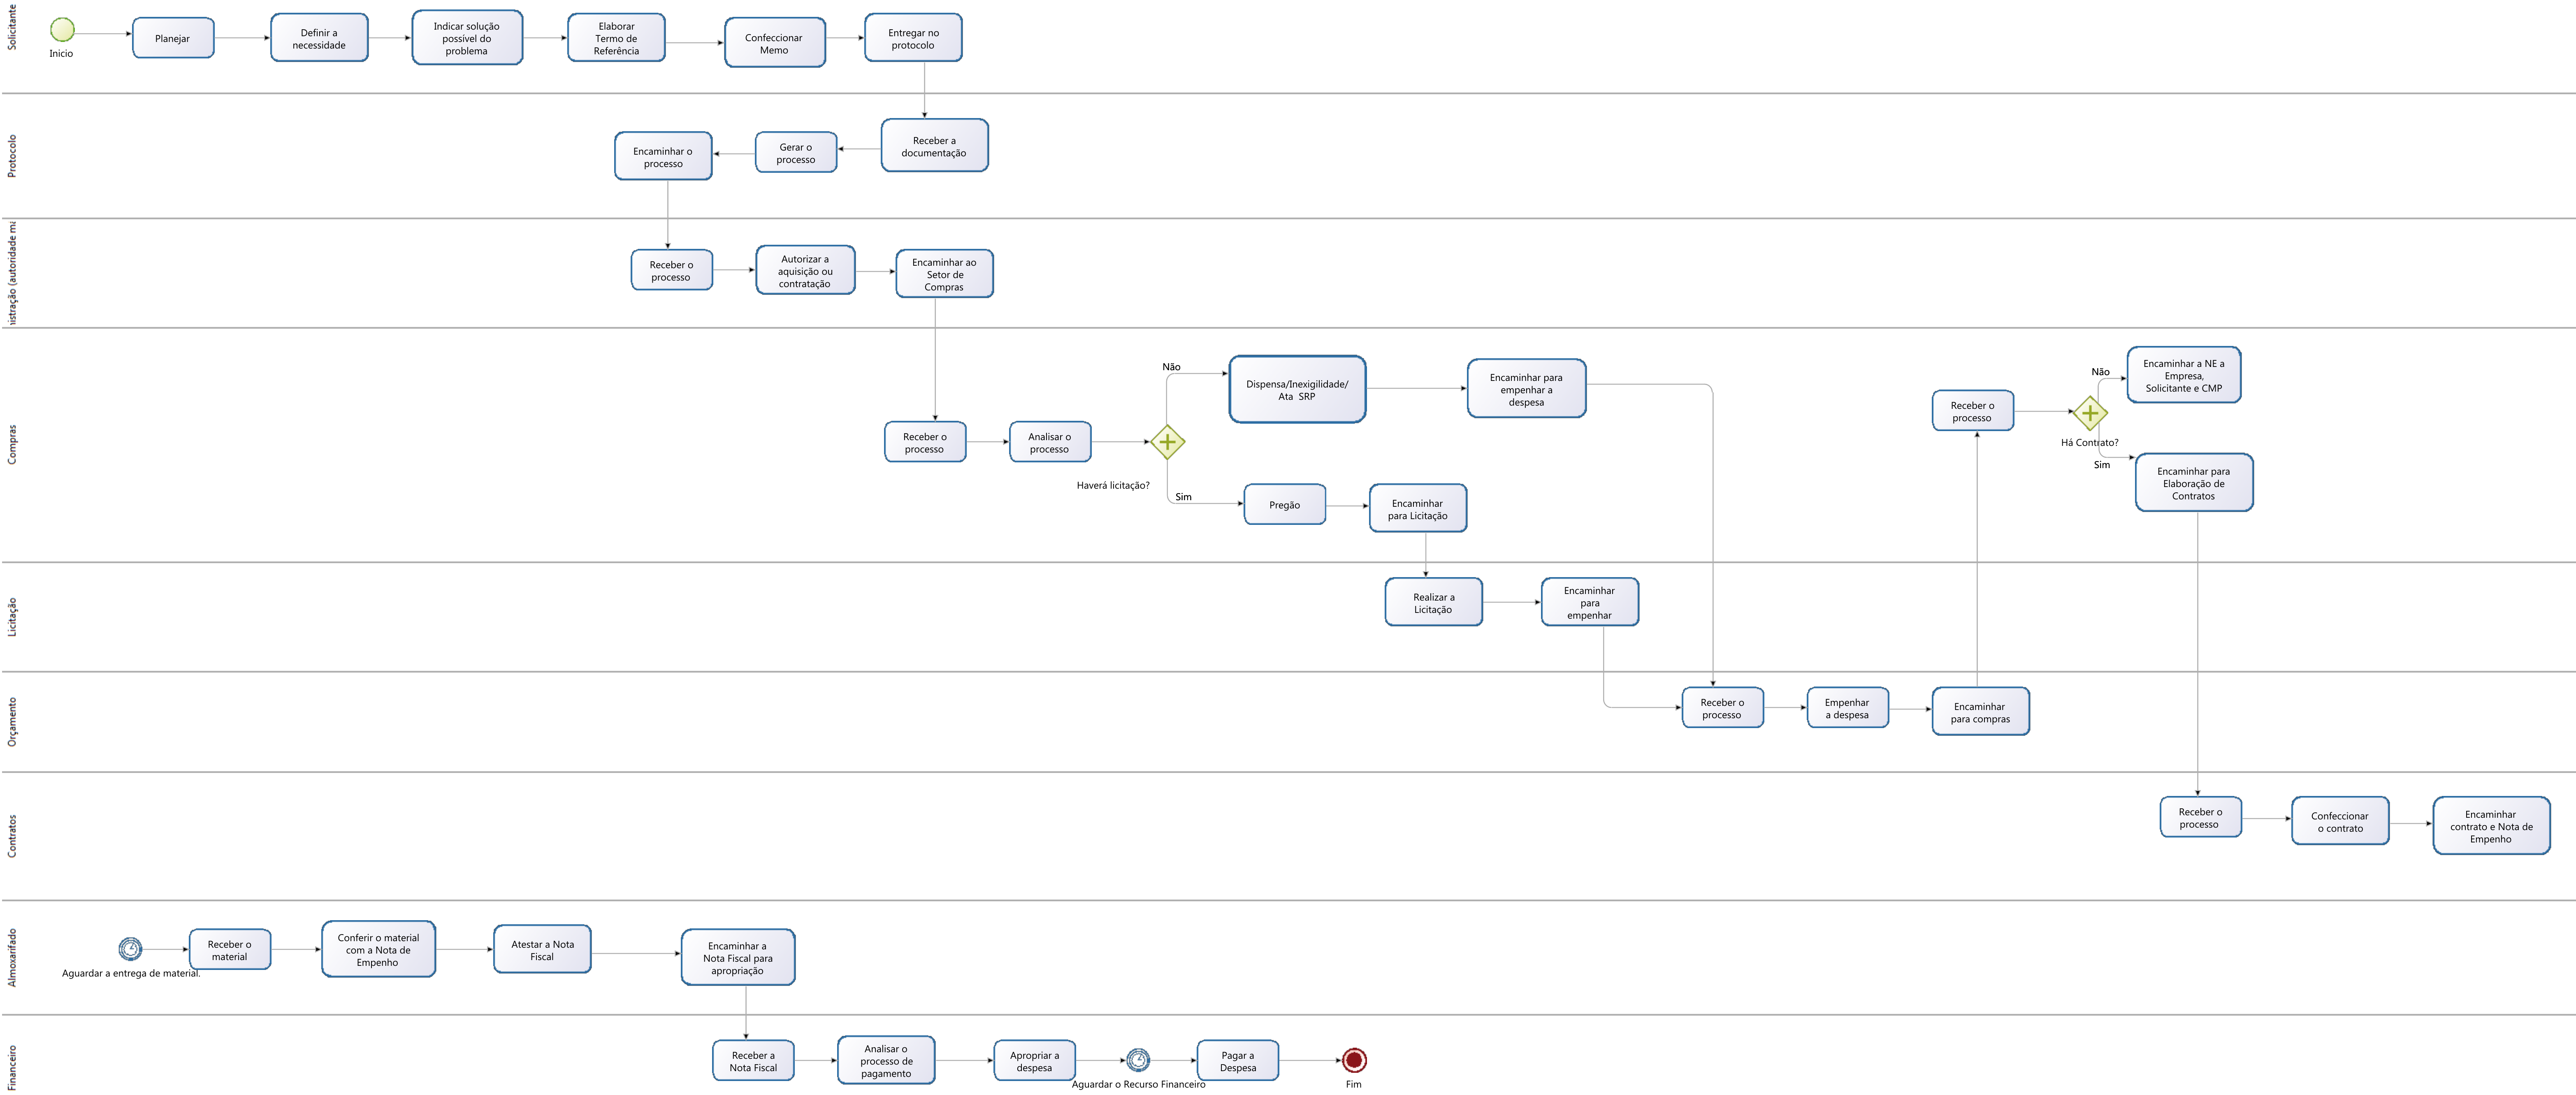 Solicitante
Inicio
Planejar
Definir a
necessidade
Indicar solução
possível do
problema
Elaborar
Termo de
Referência
Confeccionar
Memo
Entregar no
protocolo
Protocolo
Encaminhar o
processo
Gerar o
processo
Receber a
documentação
istração (autoridade
Receber o
processo
Autorizar a
aquisição ou
contratação
Encaminhar ao
Setor de
Compras
Compras
Receber o
processo
Analisar o
processo
Haverá licitação?
Não
Dispensa/Inexigilidade/
Ata SRP
Encaminhar para
empenhar a
despesa
Sim
Pregão
Encaminhar
para Licitação
Receber o
processo
Há Contrato?
Não
Encaminhar a NE a
Empresa,
Solicitante e CMP
Sim
Encaminhar para
Elaboração de
Contratos
Licitação
Realizar a
Licitação
Encaminhar
para
empenhar
Orçamento
Receber o
processo
Empenhar
a despesa
Encaminhar
para compras
Contratos
Receber o
processo
Confeccionar
o contrato
Encaminhar
contrato e Nota de
Empenho
Almoxarifado
Aguardar a entrega de material.
Receber o
material
Conferir o material
com a Nota de
Empenho
Atestar a Nota
Fiscal
Encaminhar a
Nota Fiscal para
apropriação
Financeiro
Receber a
Nota Fiscal
Analisar o
processo de
pagamento
Apropriar a
despesa
Aguardar o Recurso Financeiro
Pagar a
Despesa
Fim